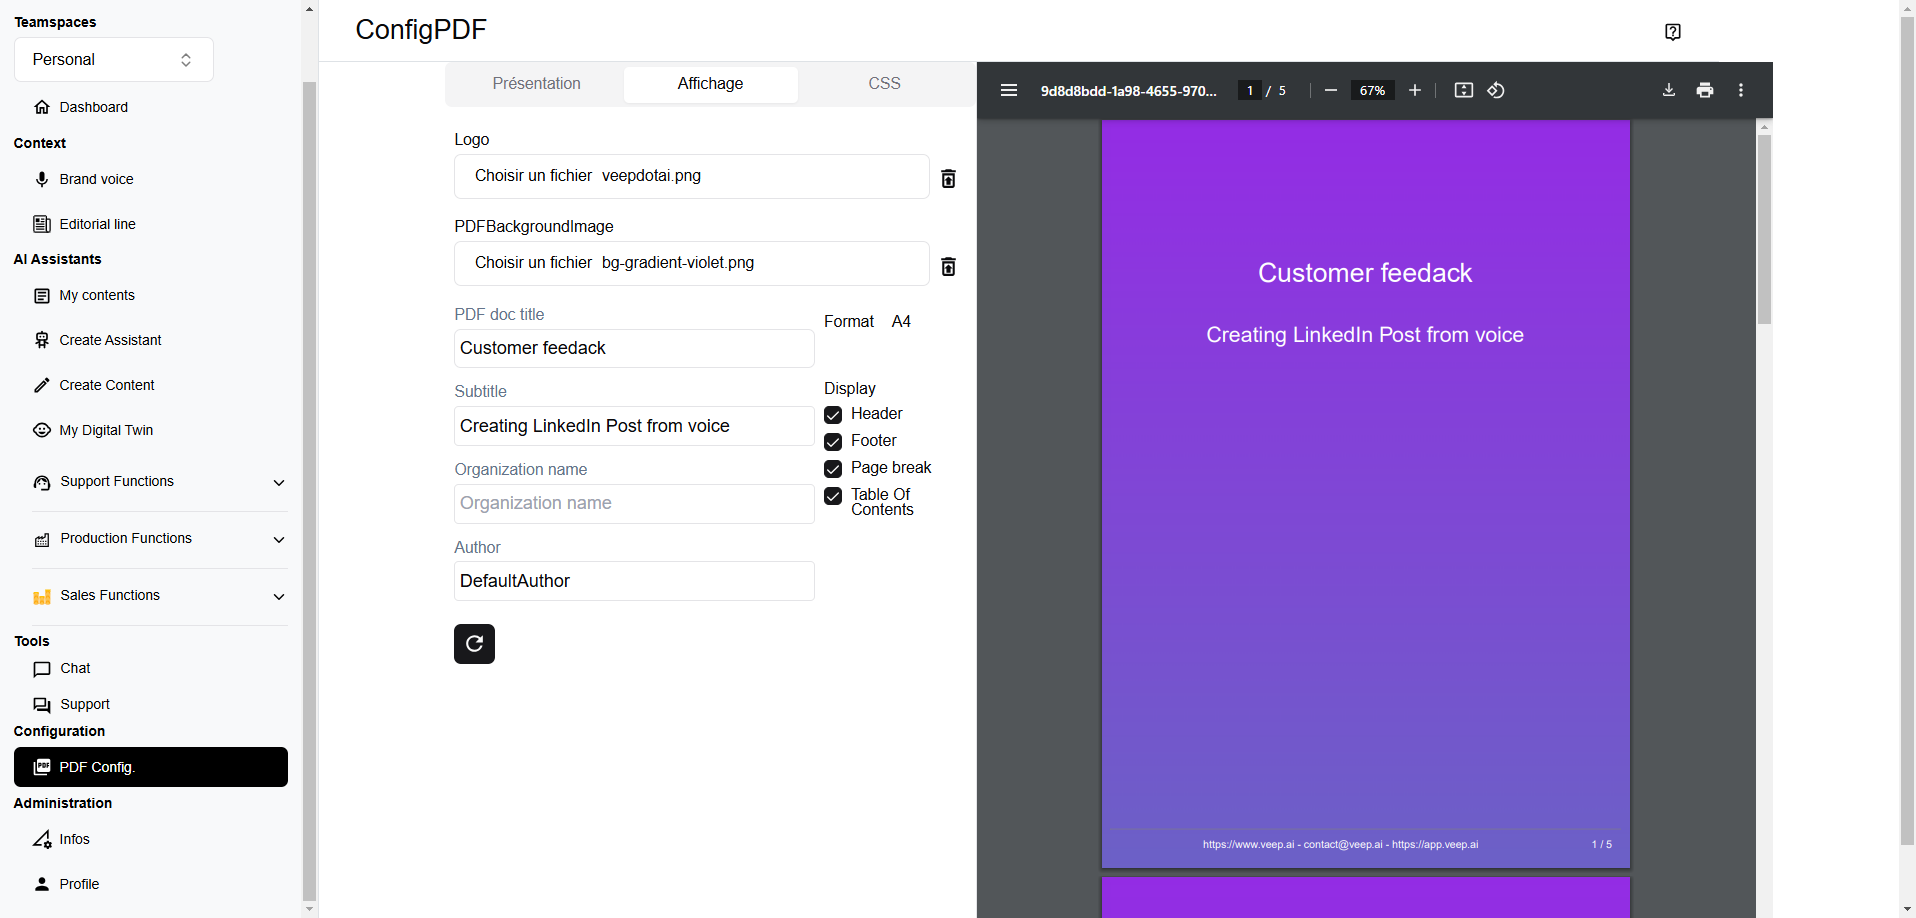 Teamspaces
Personal
Dashboard
Context
Brand voice
Editorial line
AI Assistants
My contents
Create Assistant
Create Content
My Digital Twin
Support Functions
Production Functions
Sales Functions
Tools
Chat
Support
Configuration
PDF Config.
Administration
Infos
Profile
ConfigPDF
Présentation Affichage CSS
Logo
Choisir un fichier veepdotai.png
PDFBackgroundImage
Choisir un fichier bg-gradient-violet.png
PDF doc title
Customer feedack
Subtitle
Creating LinkedIn Post from voice
Organization name
Organization name
Author
DefaultAuthor
Format A4
Display
Header
Footer
Page break
Table Of
Contents
9d8d8bdd-1a98-4655-970... 1 / 5 67%
Customer feedack
Creating LinkedIn Post from voice
https://www.veep.ai - contact@veep.ai - https://app.veep.ai 1 / 5